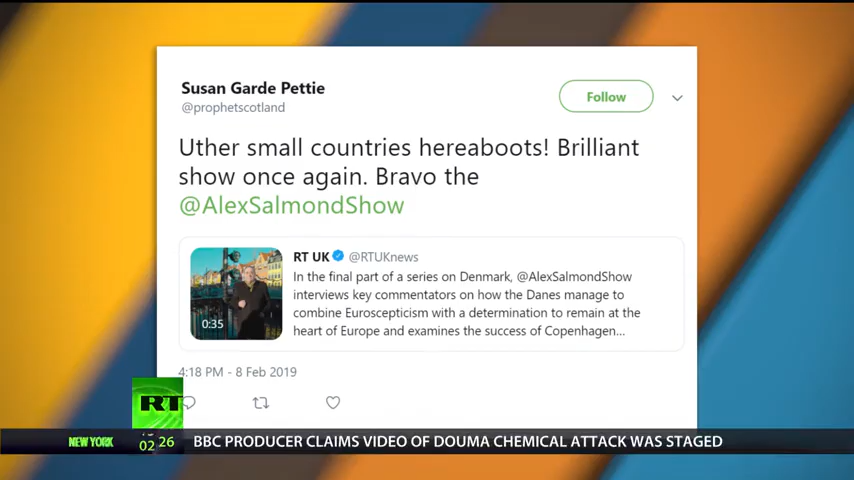 Susan Garde Pettie
@prophetscotland
Follow
Uther small countries hereaboots! Brilliant
show once again. Bravo the
@AlexSalmondShow
RT UK @RTUKnews
In the final part of a series on Denmark, @AlexSalmondShow
interviews key commentators on how the Danes manage to
combine Euroscepticism with a determination to remain at the
heart of Europe and examines the success of Copenhagen...
0:35
4:18 PM - 8 Feb 2019
RT
NEW YORK
02 26
BBC PRODUCER CLAIMS VIDEO OF DOUMA CHEMICAL ATTACK WAS STAGED